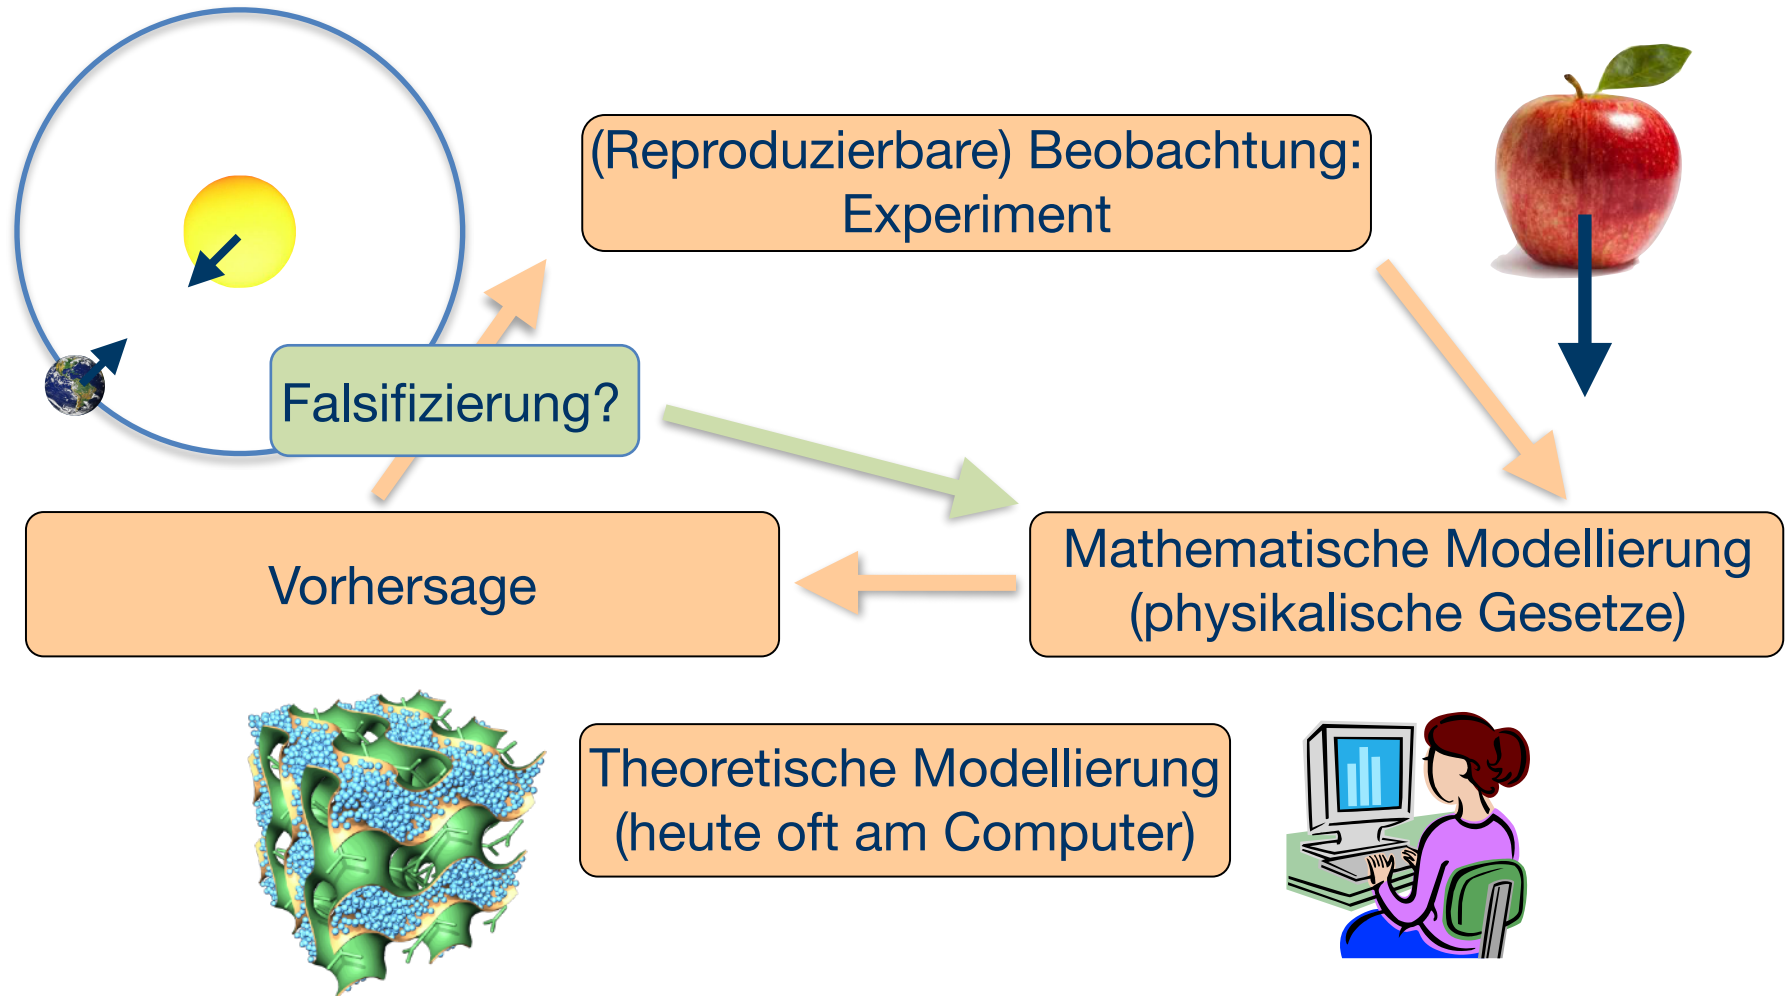 (Reproduzierbare) Beobachtung:
Experiment
Falsifizierung?
Vorhersage
Mathematische Modellierung
(physikalische Gesetze)
Theoretische Modellierung
(heute oft am Computer)